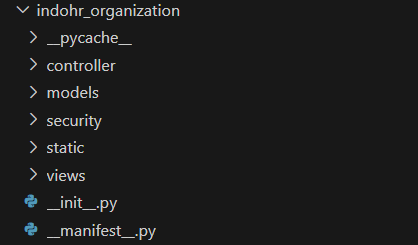 indohr_organization
__pycache__
controller
models
security
static
views
__init__.py
__manifest__.py